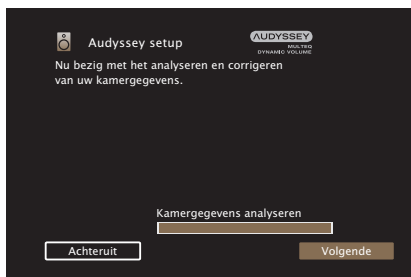 Audyssey setup
AUDYSSEY
MULTEQ
DYNAMIC VOLUME
Nu bezig met het analyseren en corrigeren
van uw kamergegevens.
Kamergegevens analyseren
Achteruit
Volgende